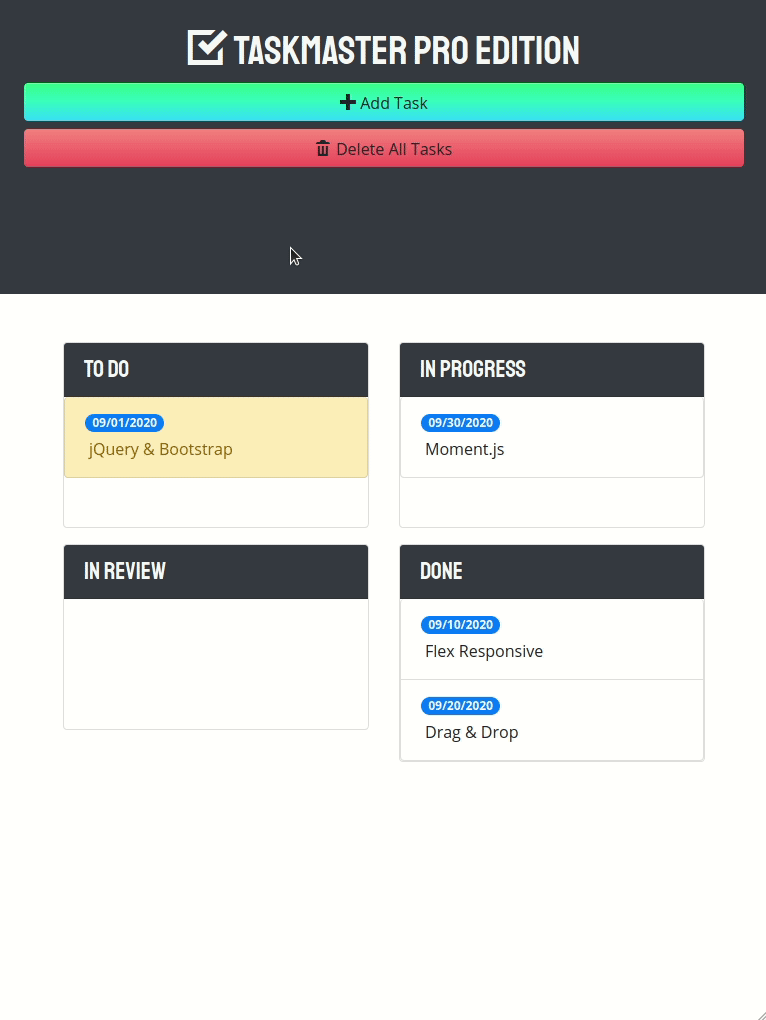 TASKMASTER PRO EDITION
Add Task
Delete All Tasks
TO DO
09/01/2020
jQuery & Bootstrap
IN PROGRESS
09/30/2020
Moment.js
IN REVIEW
DONE
09/10/2020
Flex Responsive
09/20/2020
Drag & Drop